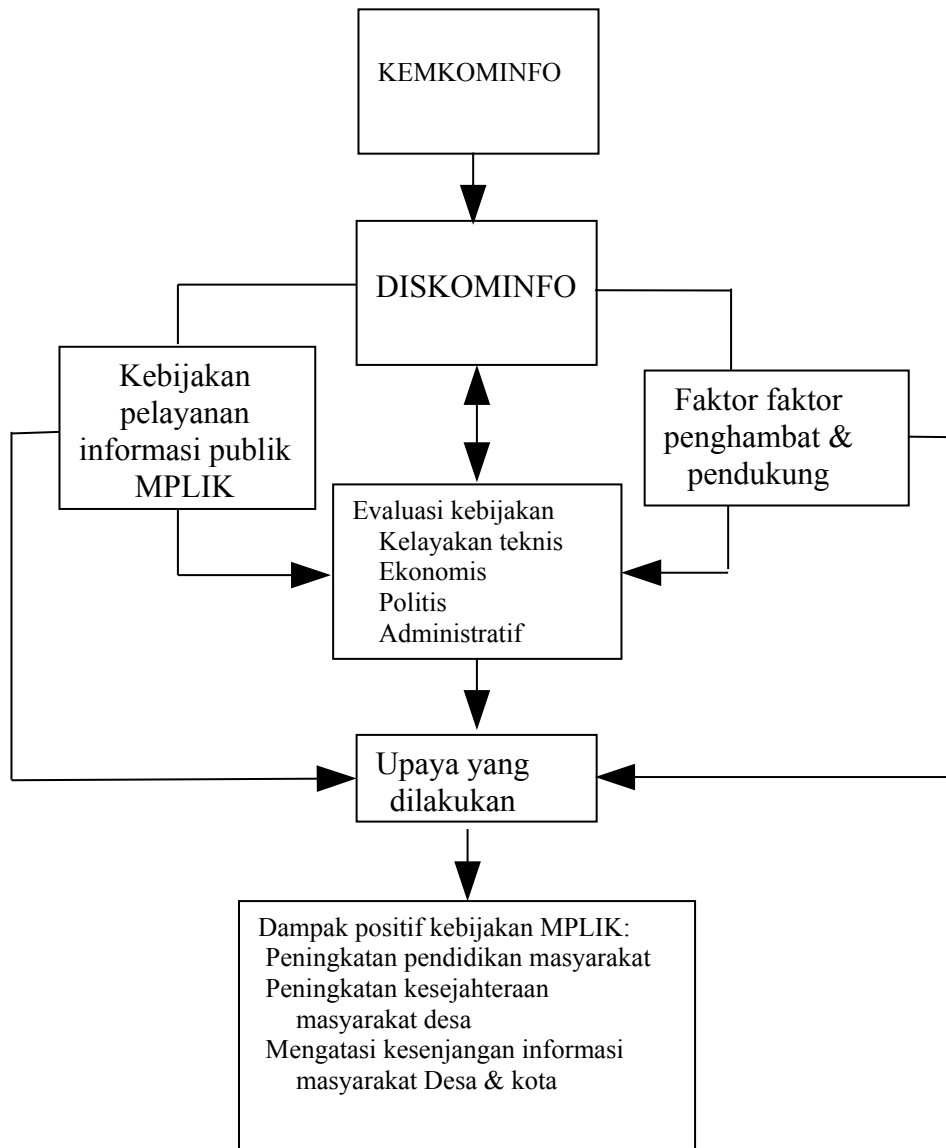 KEMKOMINFO
DISKOMINFO
Kebijakan
pelayanan
informasi publik
MPLIK
Faktor faktor
penghambat &
pendukung
Evaluasi kebijakan
Kelayakan teknis
Ekonomis
Politis
Administratif
Upaya yang
dilakukan
Dampak positif kebijakan MPLIK:
Peningkatan pendidikan masyarakat
Peningkatan kesejahteraan
masyarakat desa
Mengatasi kesenjangan informasi
masyarakat Desa & kota